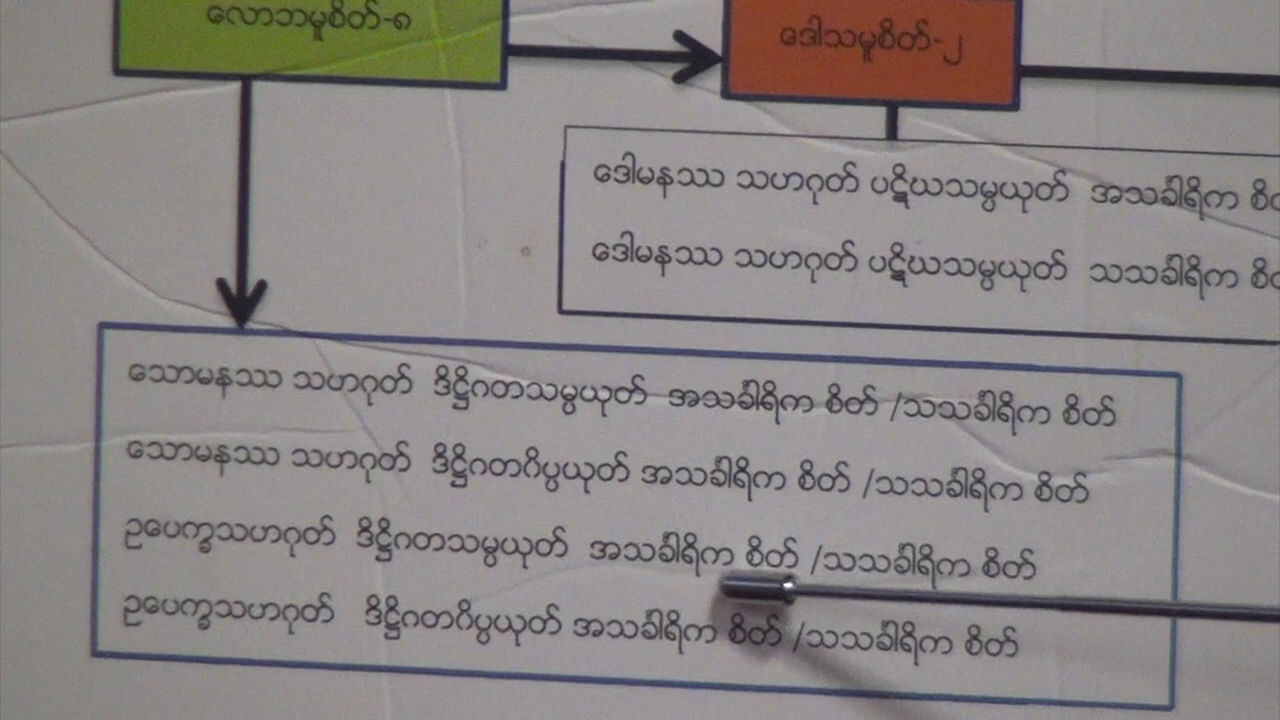 လောဘမူစိတ်-၈
ဒေါသမူစိတ်-၂
ဒေါမနဿ သဟဂုတ် ပဋိဃသမ္ပယုတ် အသင်္ခါရိက
ဒေါမနဿ သဟဂုတ် ပဋိဃသမ္ပယုတ် သသင်္ခါရိက
သောမနဿ သဟဂုတ် ဒိဋ္ဌိဂတသမ္ပယုတ် အသင်္ခါရိက စိတ် /သသင်္ခါရိက စိတ်
သောမနဿ သဟဂုတ် ဒိဋ္ဌိဂတဂိပ္ပယုတ် အသင်္ခါရိက စိတ် /သသင်္ခါရိက စိတ်
ဥပေက္ခသဟဂုတ် ဒိဋ္ဌိဂတသမ္ပယုတ် အသင်္ခါရိက စိတ် /သသင်္ခါရိက စိတ်
ဥပေက္ခသဟဂုတ် ဒိဋ္ဌိဂတဂိပ္ပယုတ် အသင်္ခါရိက စိတ် /သသင်္ခါရိက စိတ်